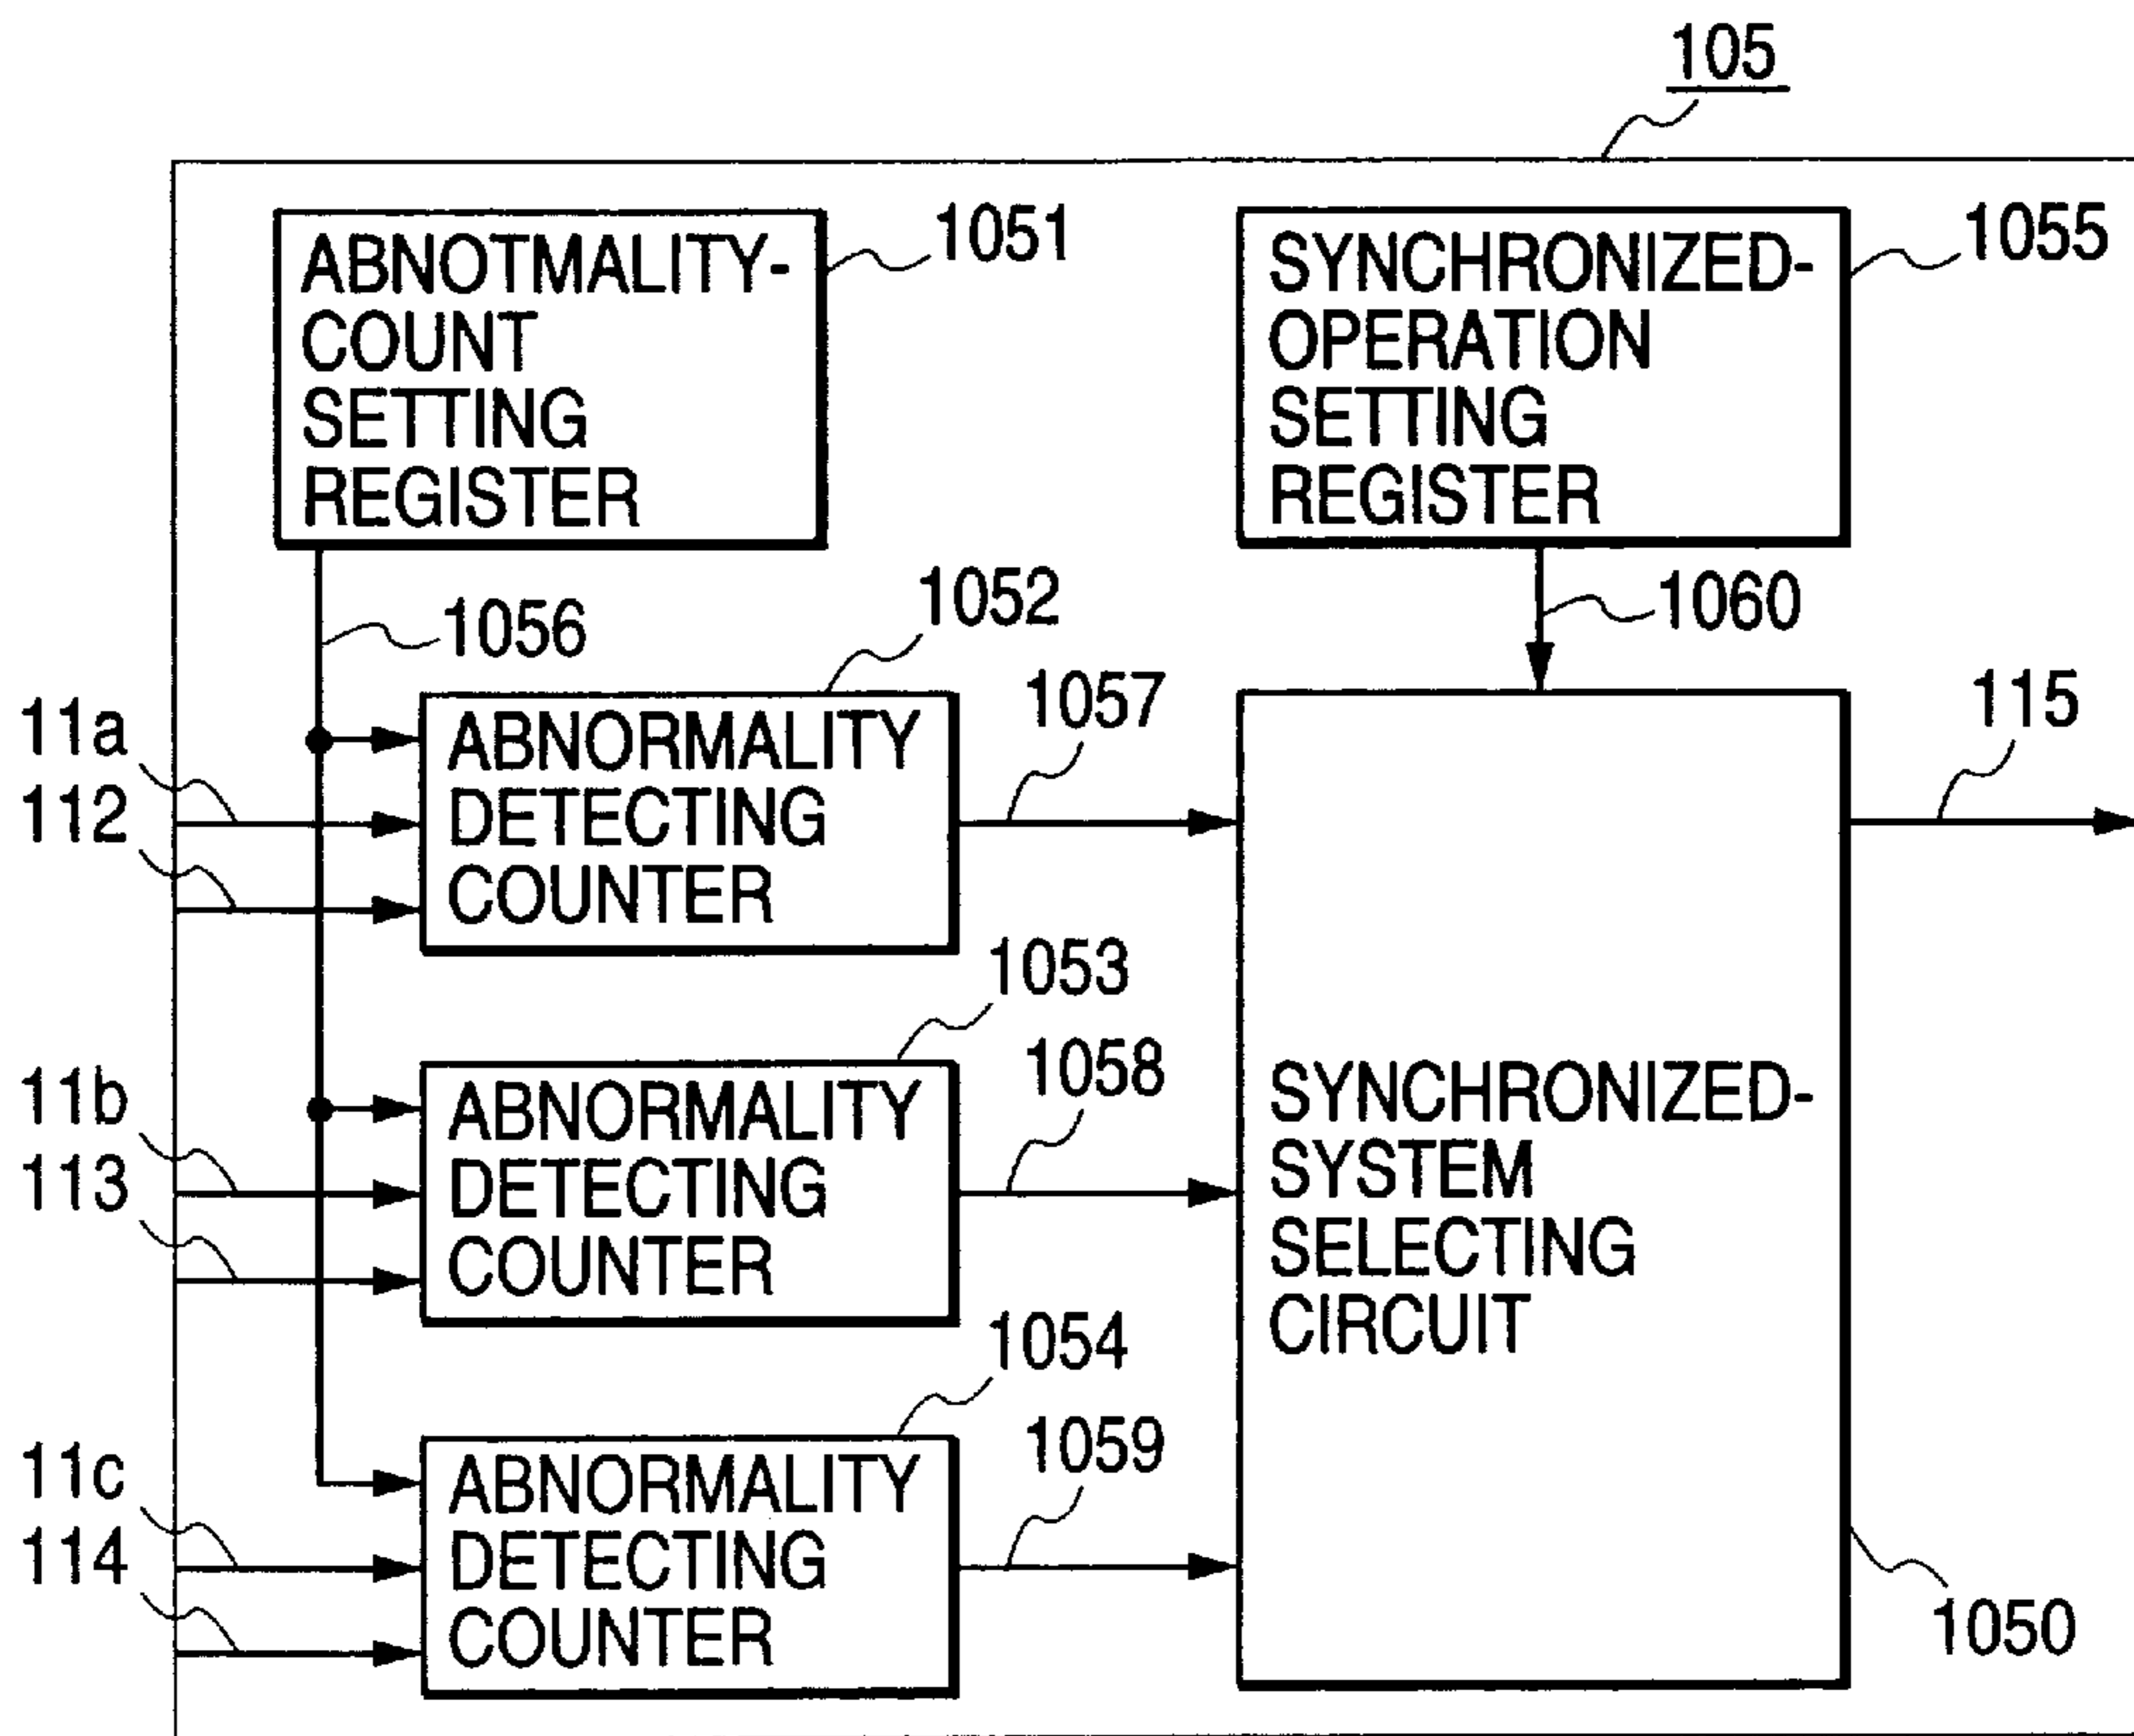 105
ABNOTMALITY-
COUNT
SETTING
REGISTER
1051
SYNCHRONIZED-
OPERATION
SETTING
REGISTER
1055
1056
1052
1060
1057
115
11a
112
ABNORMALITY
DETECTING
COUNTER
1053
1058
11b
113
ABNORMALITY
DETECTING
COUNTER
SYNCHRONIZED-
SYSTEM
SELECTING
CIRCUIT
1054
1059
11c
114
ABNORMALITY
DETECTING
COUNTER
1050